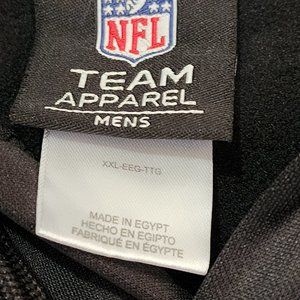 NFL
TEAM
APPAREL
MENS
XXL-EEG-TTG
MADE IN EGYPT
HECHO EN EGIPTO
FABRIQUÉ EN ÉGYPTE